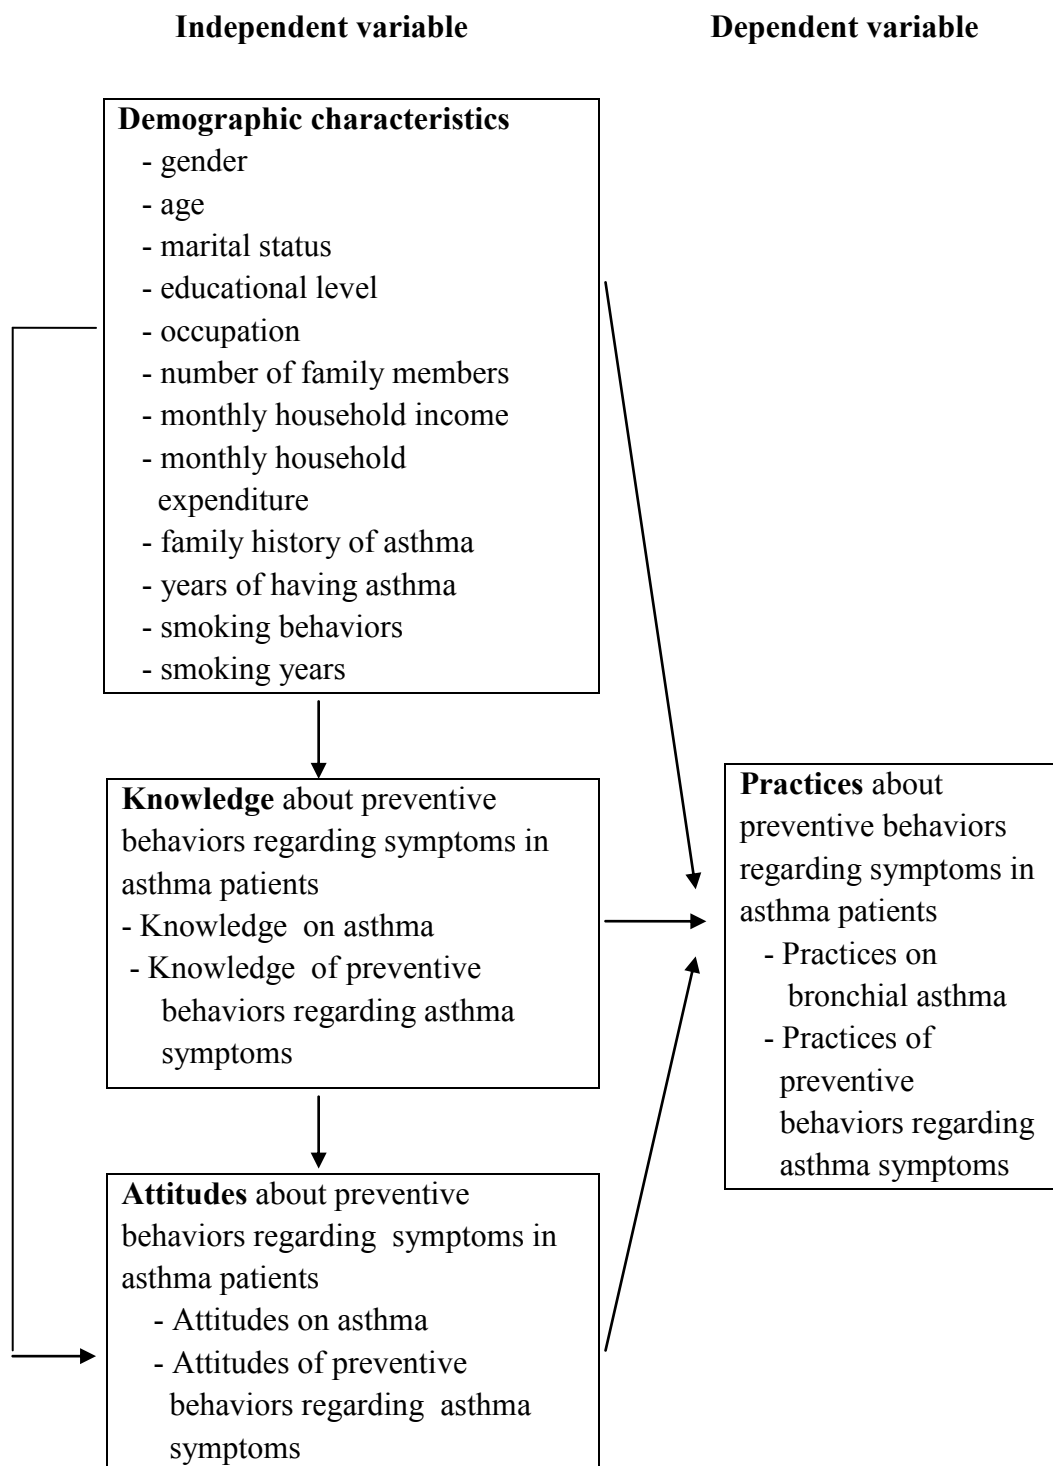 Independent variable
Dependent variable
Demographic characteristics
- gender
- age
- marital status
- educational level
- occupation
- number of family members
- monthly household income
- monthly household
expenditure
- family history of asthma
- years of having asthma
- smoking behaviors
- smoking years
Knowledge about preventive
behaviors regarding symptoms in
asthma patients
- Knowledge on asthma
- Knowledge of preventive
behaviors regarding asthma
symptoms
Attitudes about preventive
behaviors regarding symptoms in
asthma patients
- Attitudes on asthma
- Attitudes of preventive
behaviors regarding asthma
symptoms
Practices about
preventive behaviors
regarding symptoms in
asthma patients
- Practices on
bronchial asthma
- Practices of
preventive
behaviors regarding
asthma symptoms